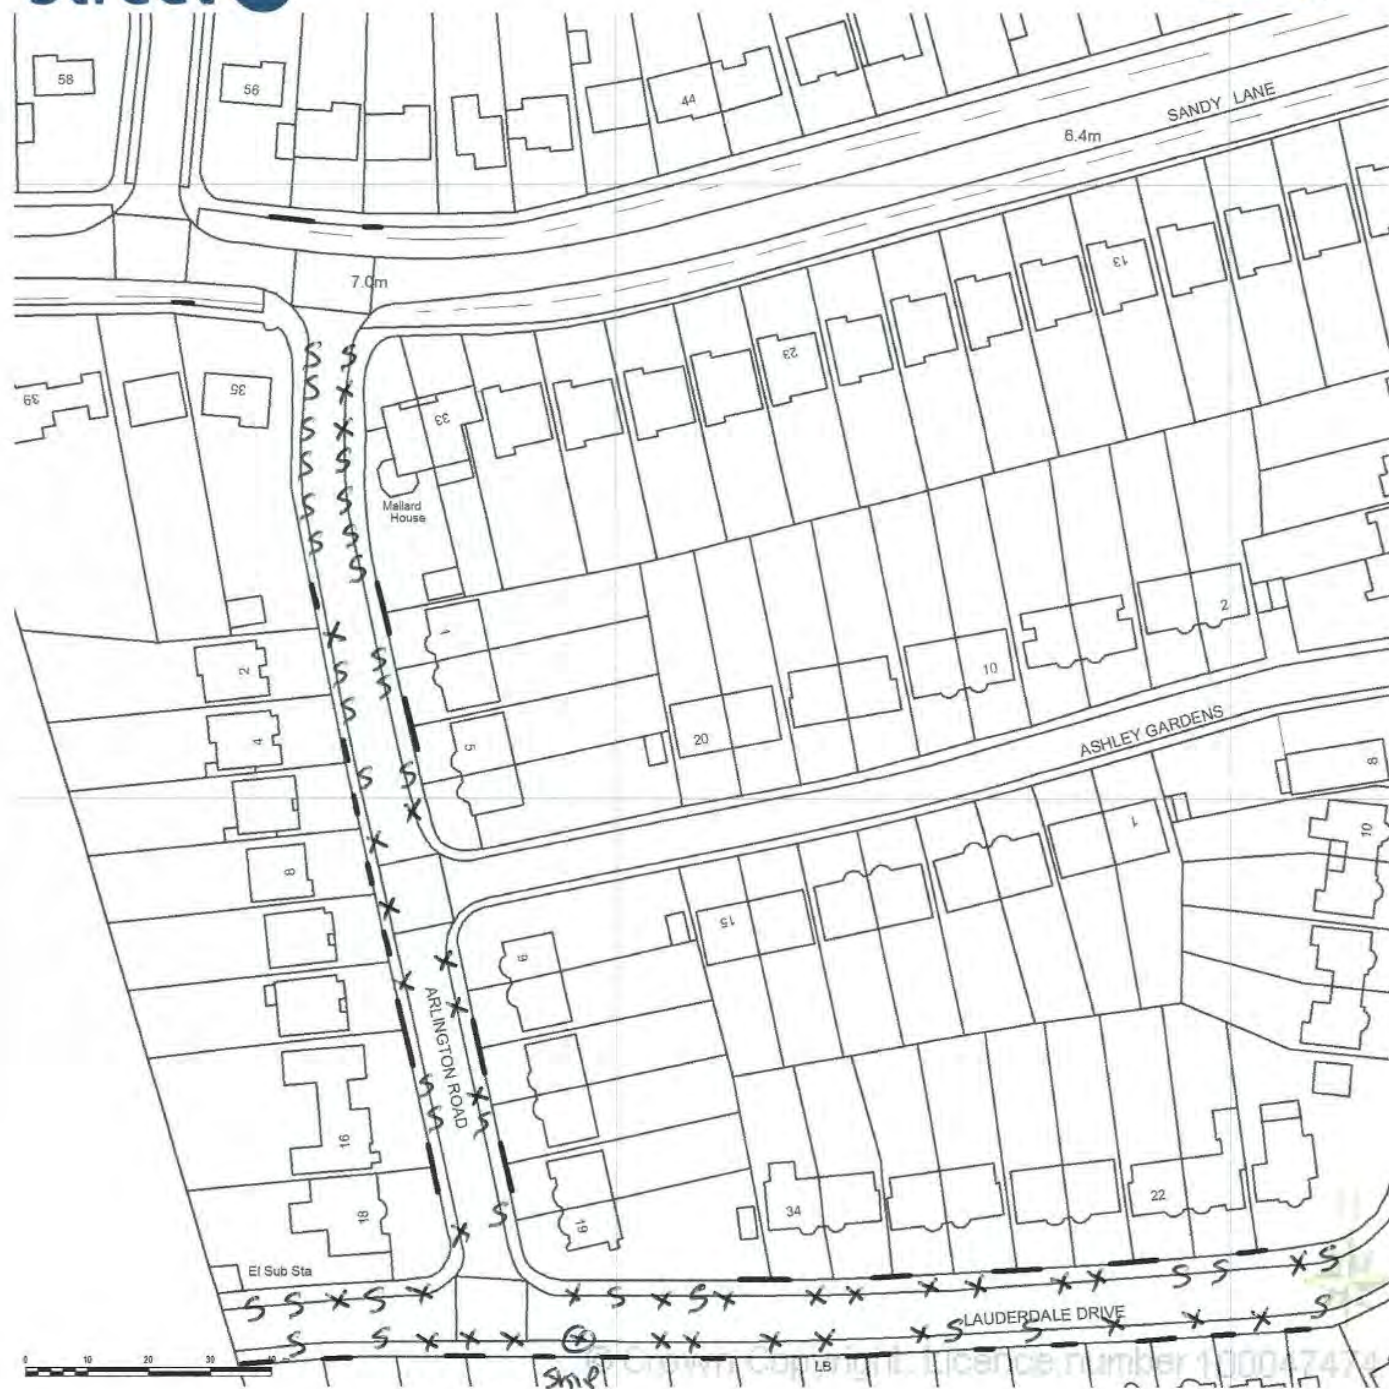 58
56
44
SANDY LANE
6.4m
13
7.0m
23
39
35
33
Mallard
House
1
2
2
10
4
20
5
ASHLEY GARDENS
8
1
10
8
15
9
ARLINGTON ROAD
16
22
34
18
19
El Sub Sta
LAUDERDALE DRIVE
0 10 20 30 40
LB
© Crown Copyright. Licence number 100047474
S S
S X
S X
S S
S S
S S
S
X S
S S
S
S S
X
X
X
X
X X
S X
S S
S
X
S S X S X X S X S X X X X X X X S S X S
S S X X X X X X X X X S S X X X S